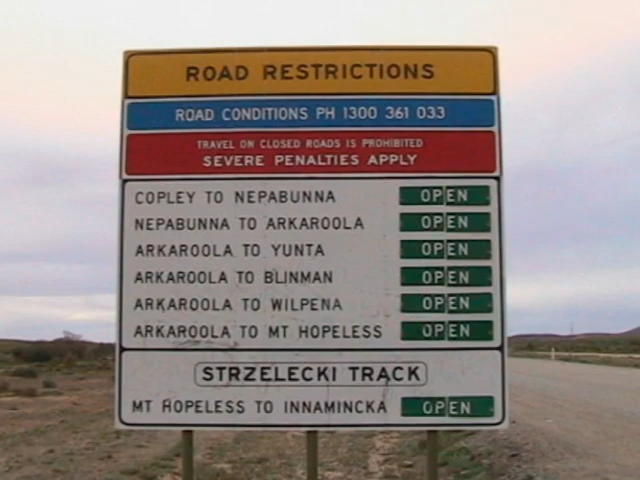 ROAD RESTRICTIONS
ROAD CONDITIONS PH 1300 361 033
TRAVEL ON CLOSED ROADS IS PROHIBITED
SEVERE PENALTIES APPLY
COPLEY TO NEPABUNNA OPEN
NEPABUNNA TO ARKAROOLA OPEN
ARKAROOLA TO YUNTA OPEN
ARKAROOLA TO BLINMAN OPEN
ARKAROOLA TO WILPENA OPEN
ARKAROOLA TO MT HOPELESS OPEN
STRZELECKI TRACK
MT HOPELESS TO INNAMINCKA OPEN